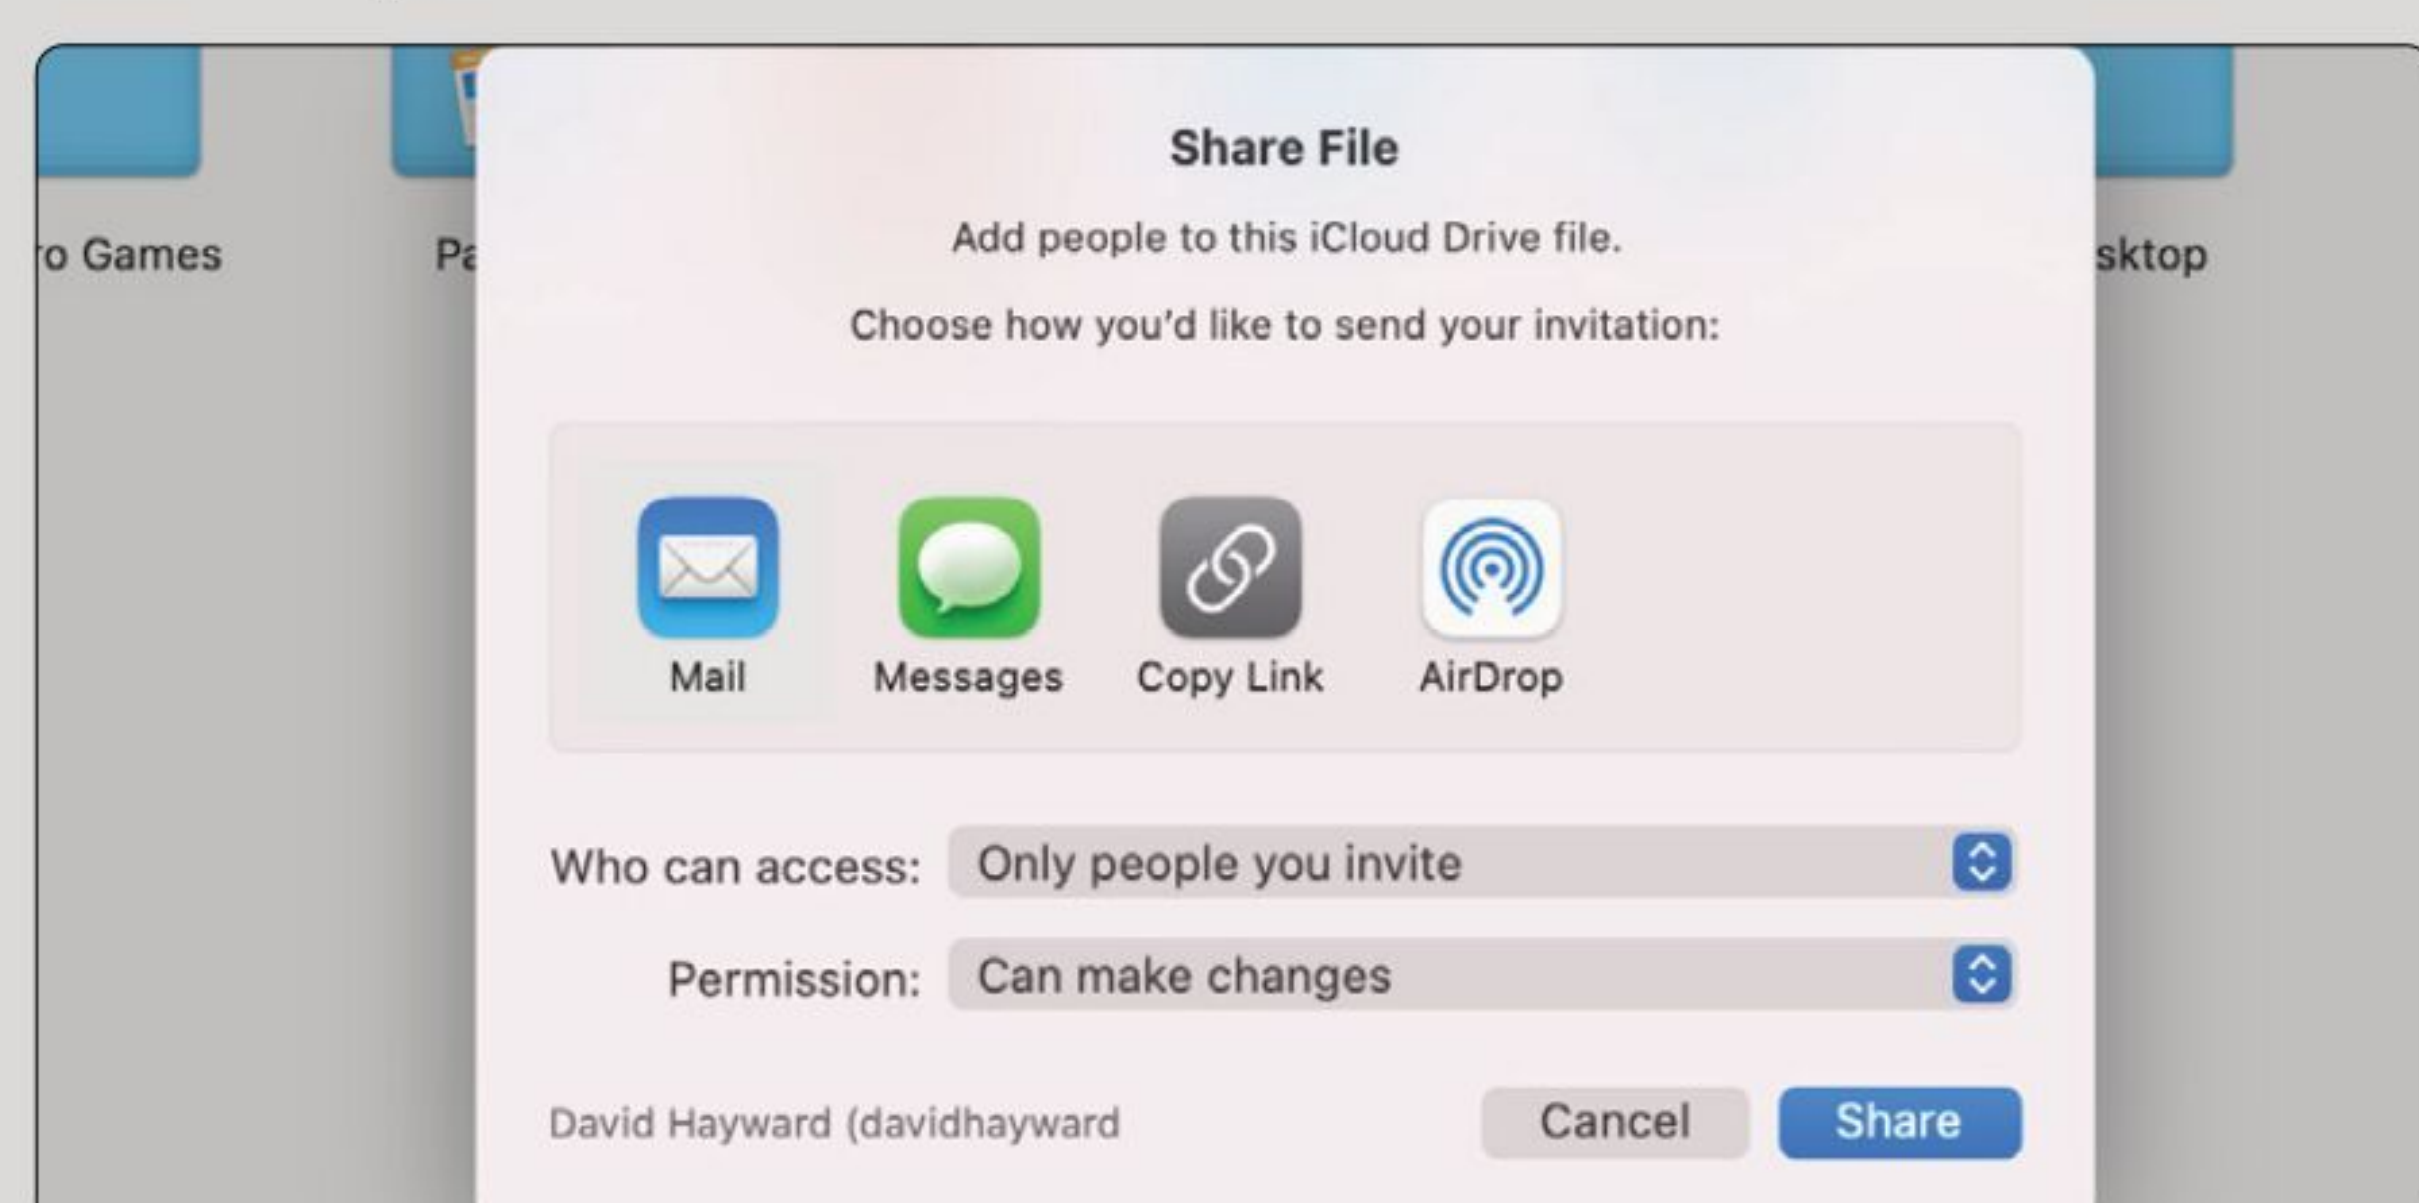 Share File
Add people to this iCloud Drive file.
ro Games
sktop
Choose how you'd like to send your invitation:
Mail Messages Copy Link AirDrop
Who can access: Only people you invite
Permission: Can make changes
David Hayward (davidhayward Cancel Share